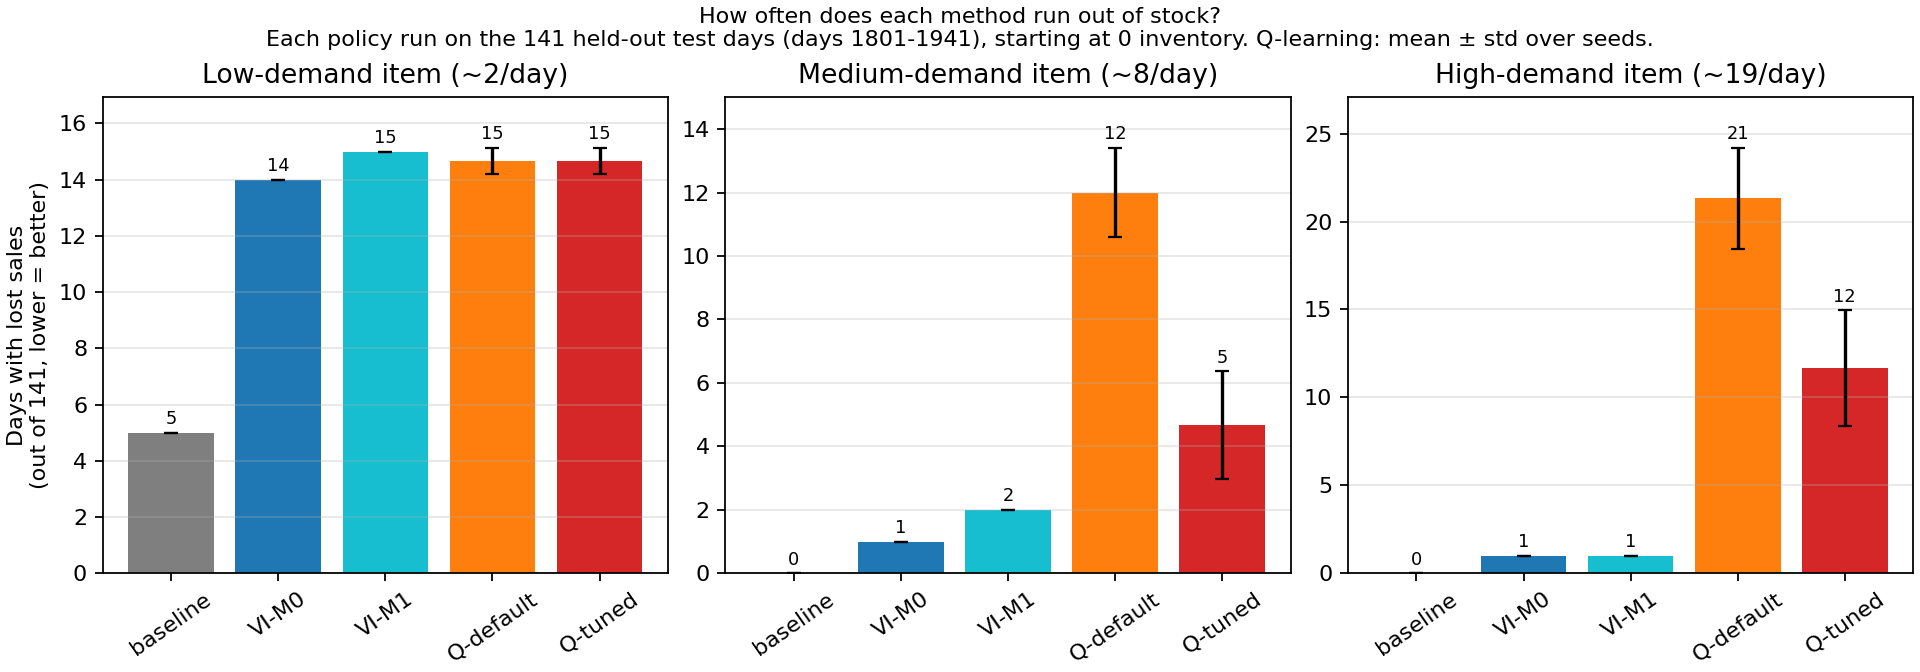 How often does each method run out of stock?
Each policy run on the 141 held-out test days (days 1801-1941), starting at 0 inventory. Q-learning: mean ± std over seeds.
Low-demand item (~2/day)
Days with lost sales
(out of 141, lower = better)
16
14
12
10
8
6
4
2
0
5
14
15
15
15
baseline
VI-M0
VI-M1
Q-default
Q-tuned
Medium-demand item (~8/day)
14
12
10
8
6
4
2
0
0
1
2
12
5
baseline
VI-M0
VI-M1
Q-default
Q-tuned
High-demand item (~19/day)
25
20
15
10
5
0
0
1
1
21
12
baseline
VI-M0
VI-M1
Q-default
Q-tuned